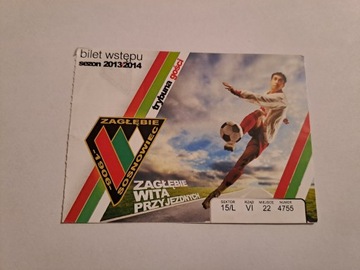 bilet wstępu
sezon 2013/2014
trybuna gości
ZAGŁĘBIE
SOSNOWIEC
1906
ZAGŁĘBIE
WITA
PRZYJEZDNYCH
SEKTOR RZĄD MIEJSCE NUMER
15/L VI 22 4755